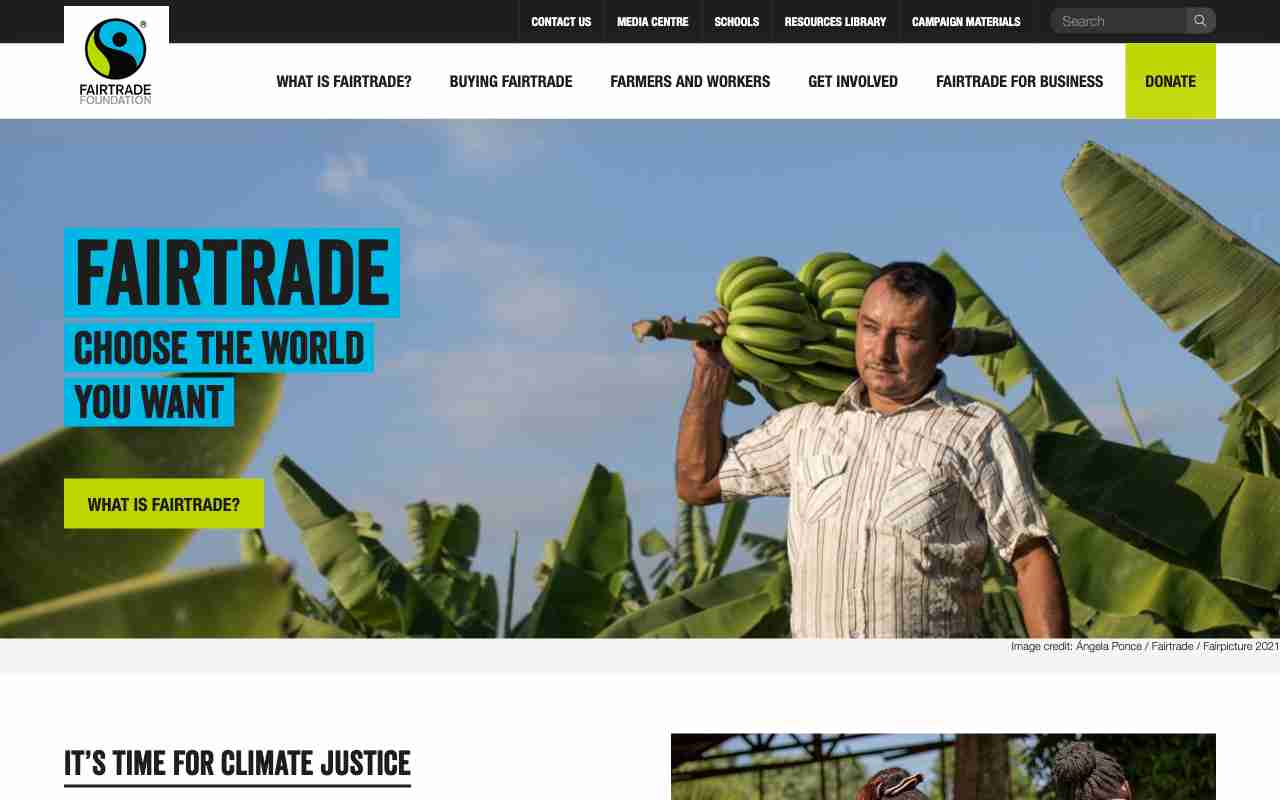 CONTACT US
MEDIA CENTRE
SCHOOLS
RESOURCES LIBRARY
CAMPAIGN MATERIALS
Search
®
FAIRTRADE
FOUNDATION
WHAT IS FAIRTRADE?
BUYING FAIRTRADE
FARMERS AND WORKERS
GET INVOLVED
FAIRTRADE FOR BUSINESS
DONATE
FAIRTRADE
CHOOSE THE WORLD
YOU WANT
WHAT IS FAIRTRADE?
Image credit: Ángela Ponce / Fairtrade / Fairpicture 2021
IT'S TIME FOR CLIMATE JUSTICE